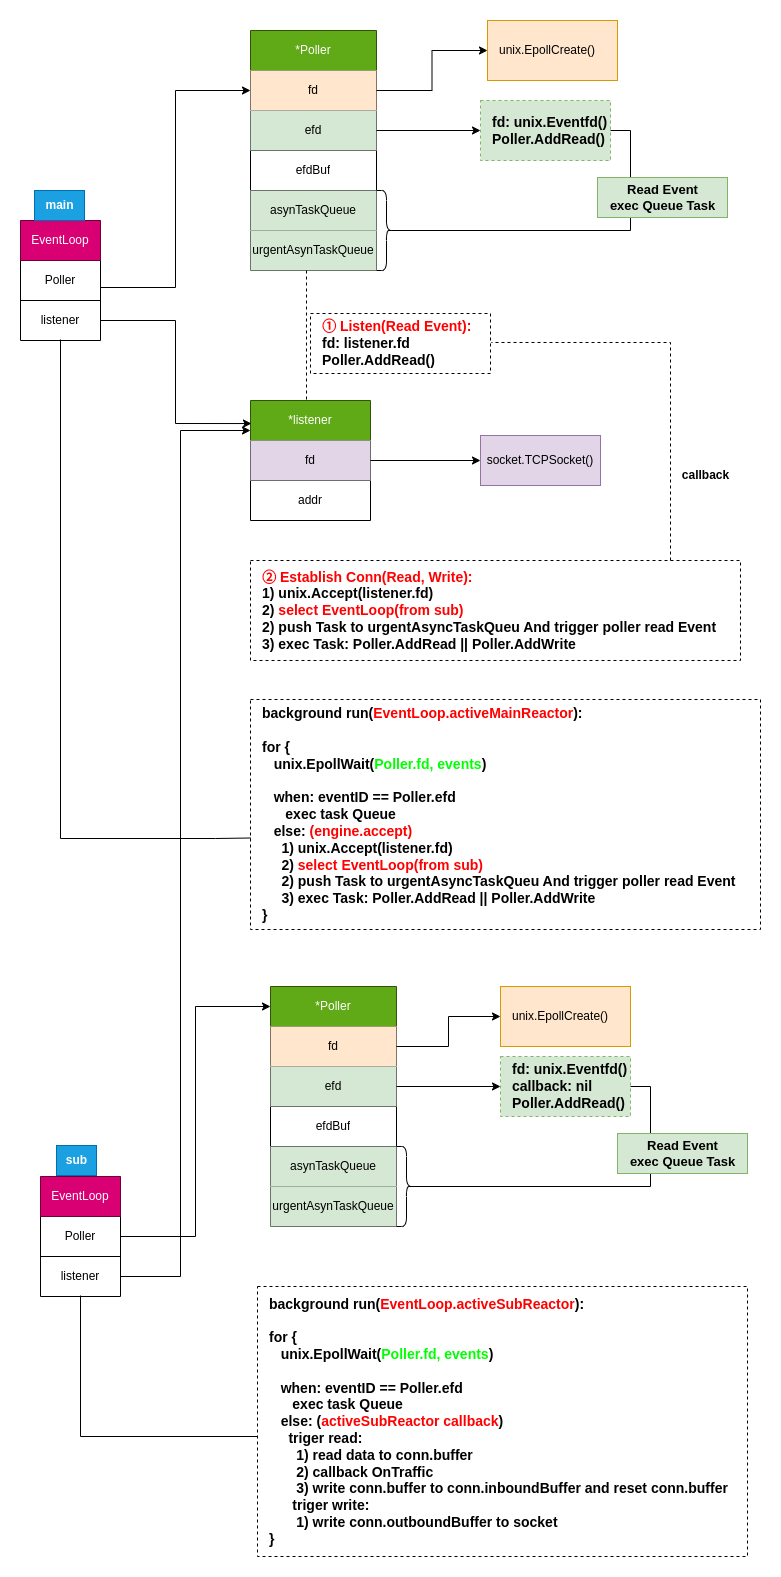 *Poller
fd
efd
efdBuf
asynTaskQueue
urgentAsynTaskQueue
unix.EpollCreate()
fd: unix.Eventfd()
Poller.AddRead()
Read Event
exec Queue Task
main
EventLoop
Poller
listener
① Listen(Read Event):
fd: listener.fd
Poller.AddRead()
*listener
fd
addr
socket.TCPSocket()
callback
② Establish Conn(Read, Write):
1) unix.Accept(listener.fd)
2) select EventLoop(from sub)
2) push Task to urgentAsyncTaskQueu And trigger poller read Event
3) exec Task: Poller.AddRead || Poller.AddWrite
background run(EventLoop.activeMainReactor):
for {
unix.EpollWait(Poller.fd, events)
when: eventID == Poller.efd
exec task Queue
else: (engine.accept)
1) unix.Accept(listener.fd)
2) select EventLoop(from sub)
2) push Task to urgentAsyncTaskQueu And trigger poller read Event
3) exec Task: Poller.AddRead || Poller.AddWrite
}
*Poller
fd
efd
efdBuf
asynTaskQueue
urgentAsynTaskQueue
unix.EpollCreate()
fd: unix.Eventfd()
callback: nil
Poller.AddRead()
Read Event
exec Queue Task
sub
EventLoop
Poller
listener
background run(EventLoop.activeSubReactor):
for {
unix.EpollWait(Poller.fd, events)
when: eventID == Poller.efd
exec task Queue
else: (activeSubReactor callback)
triger read:
1) read data to conn.buffer
2) callback OnTraffic
3) write conn.buffer to conn.inboundBuffer and reset conn.buffer
triger write:
1) write conn.outboundBuffer to socket
}